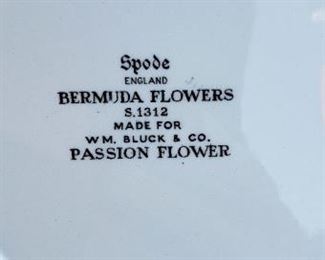 Spode
ENGLAND
BERMUDA FLOWERS
S.1312
MADE FOR
WM. BLUCK & CO.
PASSION FLOWER